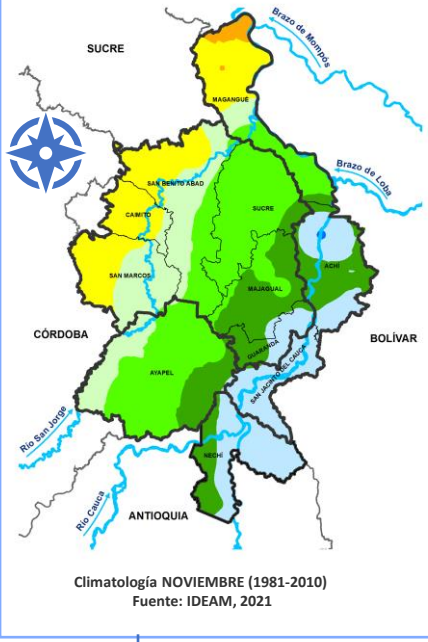 Brazo de Mompós
SUCRE
MAGANGUÉ
Brazo de Loba
SAN BENITO ABAD
SUCRE
CAIMITO
ACHÍ
SAN MARCOS
MAJAGUAL
CÓRDOBA
BOLÍVAR
GUARANDA
AYAPEL
SAN JACINTO DEL CAUCA
Río San Jorge
NECHÍ
Río Cauca
ANTIOQUIA
Climatología NOVIEMBRE (1981-2010)
Fuente: IDEAM, 2021